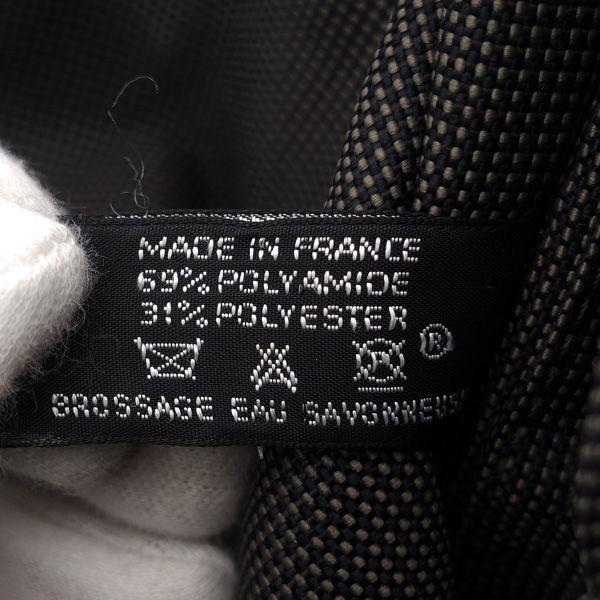 MADE IN FRANCE
69% POLYAMIDE
31% POLYESTER
®
BROSSAGE EAU SAVONNEUSE